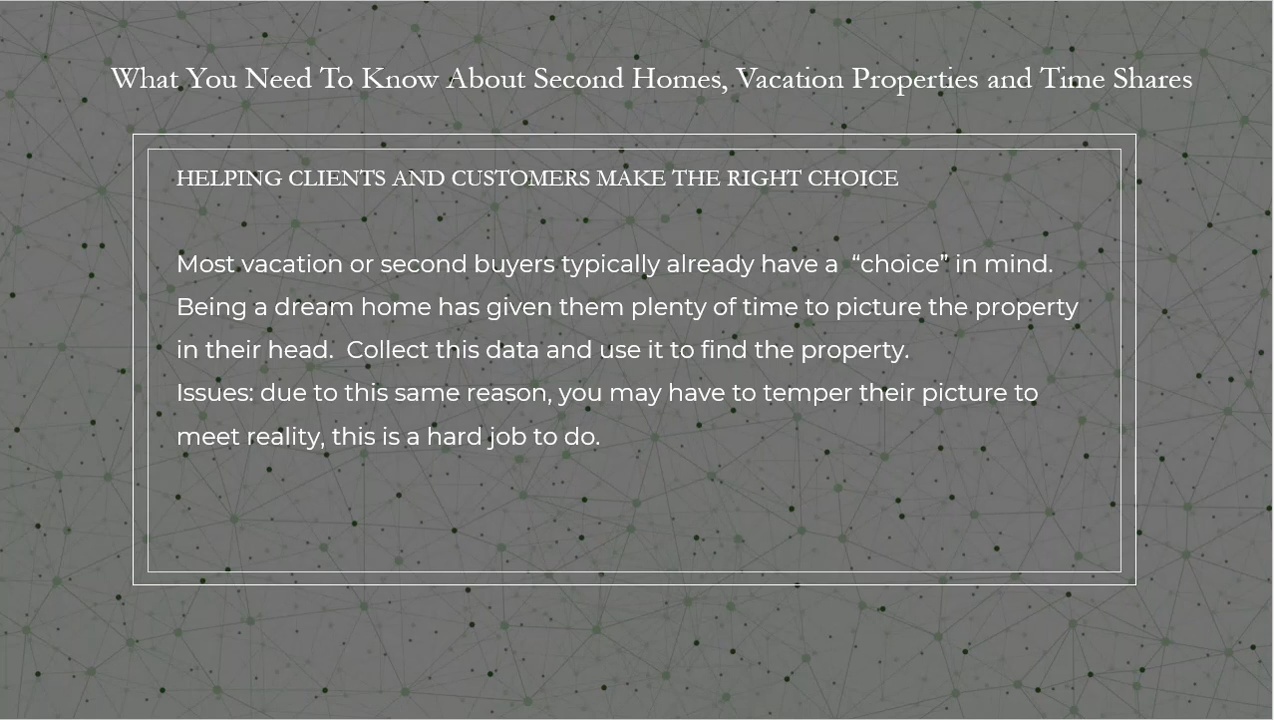 What You Need To Know About Second Homes, Vacation Properties and Time Shares
HELPING CLIENTS AND CUSTOMERS MAKE THE RIGHT CHOICE
Most vacation or second buyers typically already have a  “choice” in mind.
Being a dream home has given them plenty of time to picture the property
in their head.  Collect this data and use it to find the property.
Issues: due to this same reason, you may have to temper their picture to
meet reality, this is a hard job to do.